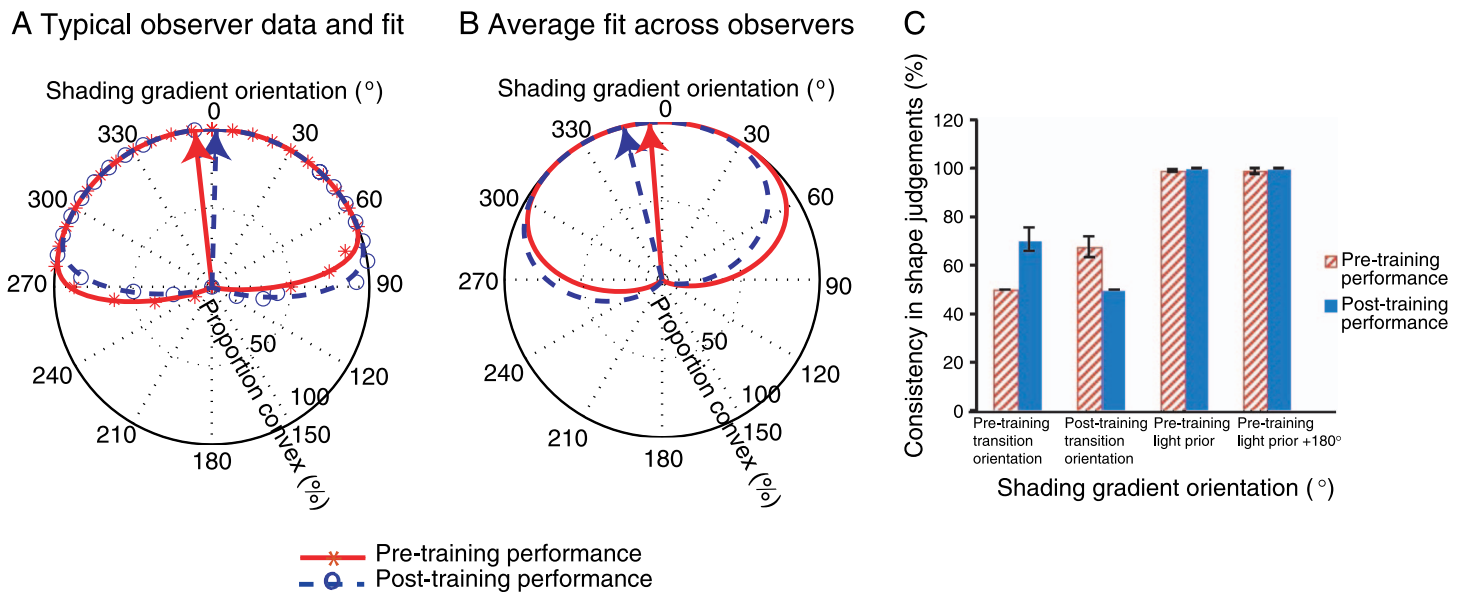 A Typical observer data and fit
Shading gradient orientation (°)
0
30
60
90
120
150
180
210
240
270
300
330
50
100
Proportion convex (%)
B Average fit across observers
Shading gradient orientation (°)
0
30
60
90
120
150
180
210
240
270
300
330
50
100
Proportion convex (%)
Pre-training performance
Post-training performance
C
Consistency in shape judgements (%)
120
100
80
60
40
20
0
Pre-training
transition
orientation
Post-training
transition
orientation
Pre-training
light prior
Pre-training
light prior +180°
Shading gradient orientation (°)
Pre-training
performance
Post-training
performance